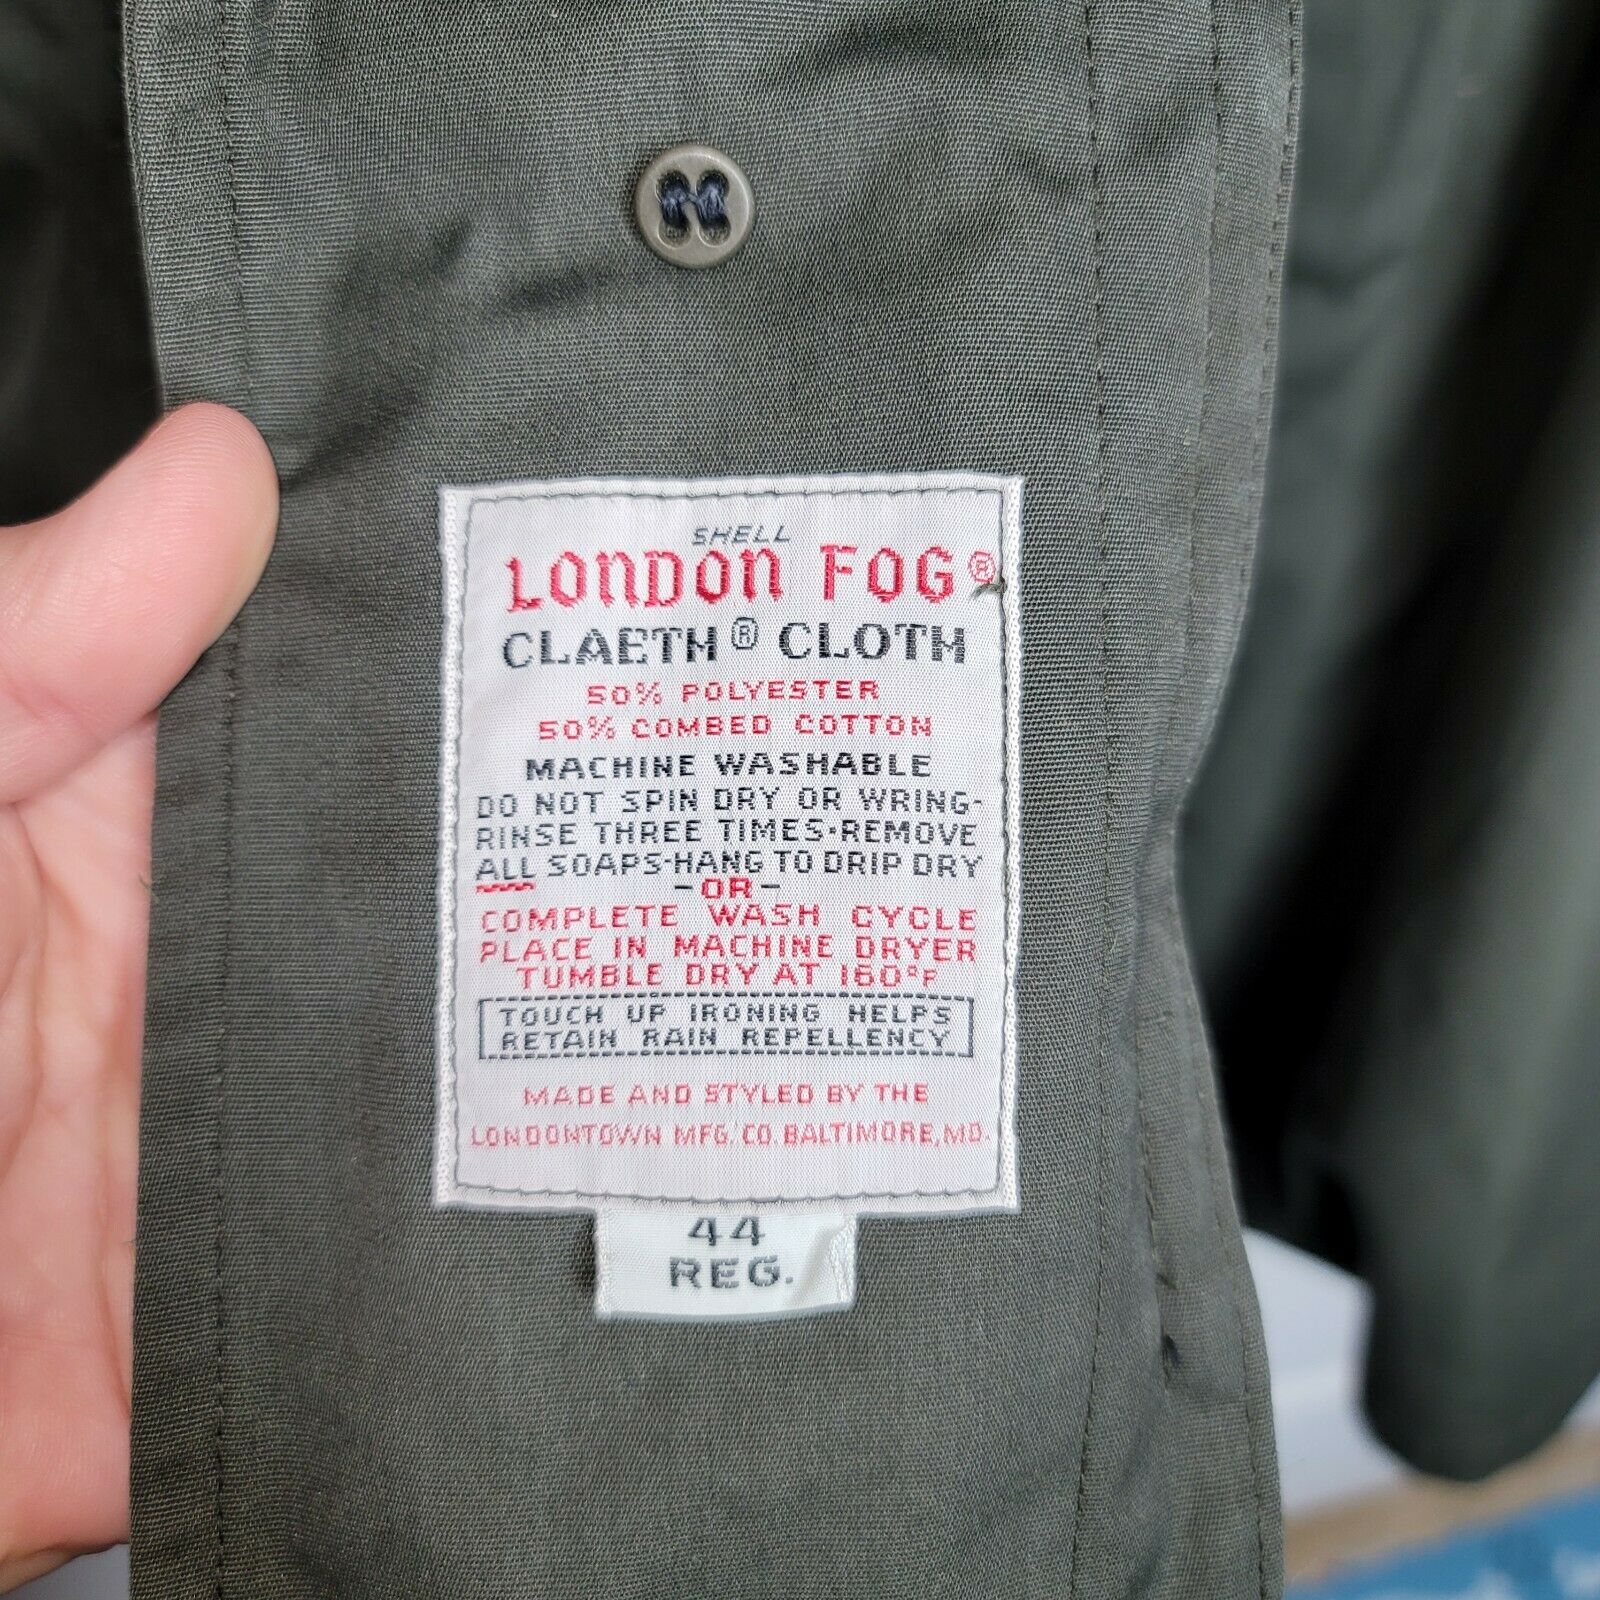 SHELL
LONDON FOG®
CLAETH® CLOTH
50% POLYESTER
50% COMBED COTTON
MACHINE WASHABLE
DO NOT SPIN DRY OR WRING-
RINSE THREE TIMES·REMOVE
ALL SOAPS·HANG TO DRIP DRY
-OR-
COMPLETE WASH CYCLE
PLACE IN MACHINE DRYER
TUMBLE DRY AT 160°F
TOUCH UP IRONING HELPS
RETAIN RAIN REPELLENCY
MADE AND STYLED BY THE
LONDONTOWN MFG. CO. BALTIMORE, MD.
44
REG.